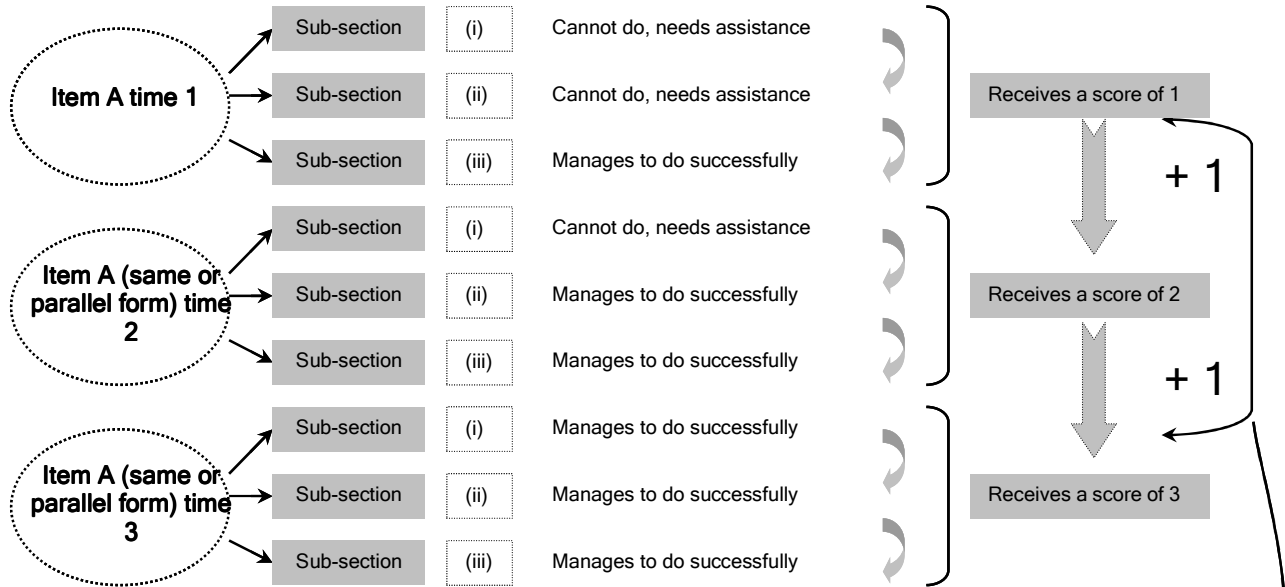 Sub-section (i) Cannot do, needs assistance
Item A time 1
Sub-section (ii) Cannot do, needs assistance
Receives a score of 1
Sub-section (iii) Manages to do successfully
+ 1
Sub-section (i) Cannot do, needs assistance
Item A (same or
parallel form) time
2
Sub-section (ii) Manages to do successfully
Receives a score of 2
Sub-section (iii) Manages to do successfully
+ 1
Sub-section (i) Manages to do successfully
Item A (same or
parallel form) time
3
Sub-section (ii) Manages to do successfully
Receives a score of 3
Sub-section (iii) Manages to do successfully